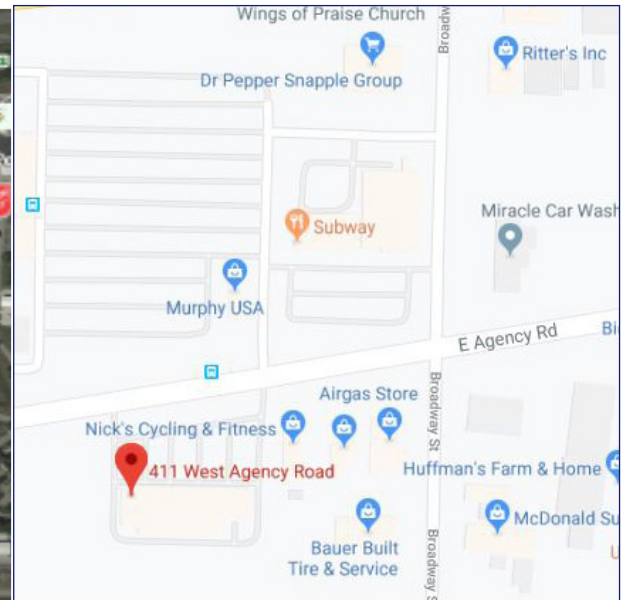 Wings of Praise Church
Broadw
Ritter's Inc
Dr Pepper Snapple Group
Miracle Car Wash
Subway
Murphy USA
E Agency Rd
Bi
Airgas Store
Broadway St
Nick's Cycling & Fitness
411 West Agency Road
Huffman's Farm & Home
McDonald Su
Bauer Built
Tire & Service
Broadway S